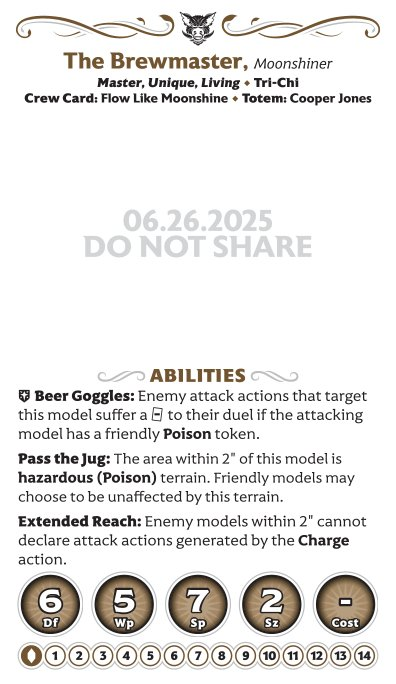 The Brewmaster, Moonshiner
Master, Unique, Living ⬥ Tri-Chi
Crew Card: Flow Like Moonshine ⬥ Totem: Cooper Jones
06.26.2025
DO NOT SHARE
ABILITIES
Beer Goggles: Enemy attack actions that target
this model suffer a - to their duel if the attacking
model has a friendly Poison token.
Pass the Jug: The area within 2" of this model is
hazardous (Poison) terrain. Friendly models may
choose to be unaffected by this terrain.
Extended Reach: Enemy models within 2" cannot
declare attack actions generated by the Charge
action.
6 5 7 2 -
Df Wp Sp Sz Cost
1 2 3 4 5 6 7 8 9 10 11 12 13 14